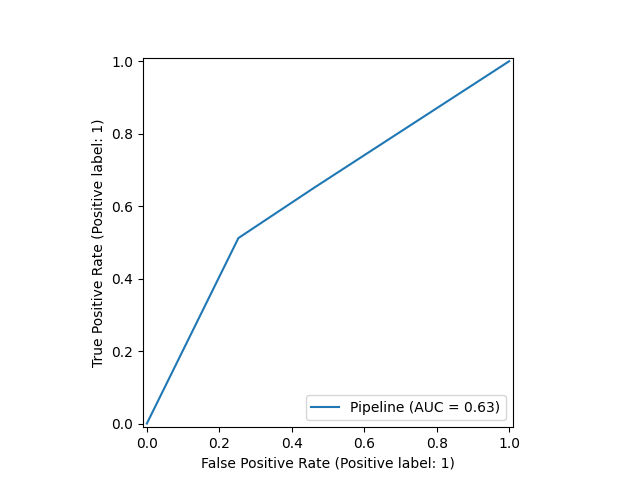 1.0
0.8
0.6
0.4
0.2
0.0
True Positive Rate (Positive label: 1)
Pipeline (AUC = 0.63)
0.0 0.2 0.4 0.6 0.8 1.0
False Positive Rate (Positive label: 1)